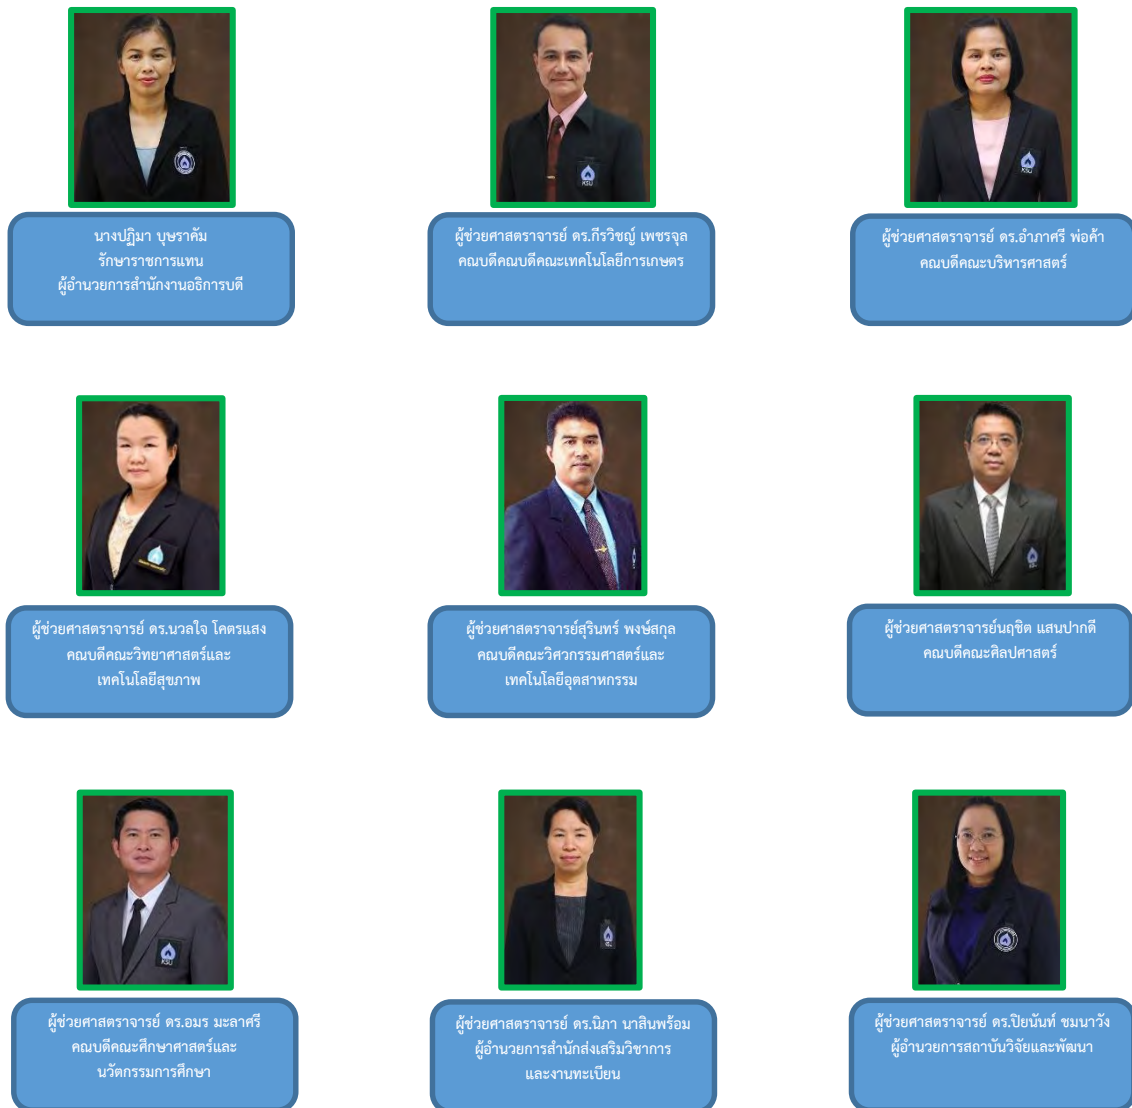 นางปฏิมา บุษราคัม
รักษาราชการแทน
ผู้อำนวยการสำนักงานอธิการบดี
ผู้ช่วยศาสตราจารย์ ดร.กีรวิชญ์ เพชรจุล
คณบดีคณบดีคณะเทคโนโลยีการเกษตร
ผู้ช่วยศาสตราจารย์ ดร.อำภาศรี พ่อค้า
คณบดีคณะบริหารศาสตร์
ผู้ช่วยศาสตราจารย์ ดร.นวลใจ โคตรแสง
คณบดีคณะวิทยาศาสตร์และ
เทคโนโลยีสุขภาพ
ผู้ช่วยศาสตราจารย์สุรินทร์ พงษ์สกุล
คณบดีคณะวิศวกรรมศาสตร์และ
เทคโนโลยีอุตสาหกรรม
ผู้ช่วยศาสตราจารย์นฤชิต แสนปากดี
คณบดีคณะศิลปศาสตร์
ผู้ช่วยศาสตราจารย์ ดร.อมร มะลาศรี
คณบดีคณะศึกษาศาสตร์และ
นวัตกรรมการศึกษา
ผู้ช่วยศาสตราจารย์ ดร.นิภา นาสินพร้อม
ผู้อำนวยการสำนักส่งเสริมวิชาการ
และงานทะเบียน
ผู้ช่วยศาสตราจารย์ ดร.ปิยนันท์ ชมนาวัง
ผู้อำนวยการสถาบันวิจัยและพัฒนา
KSU
KSU
KSU